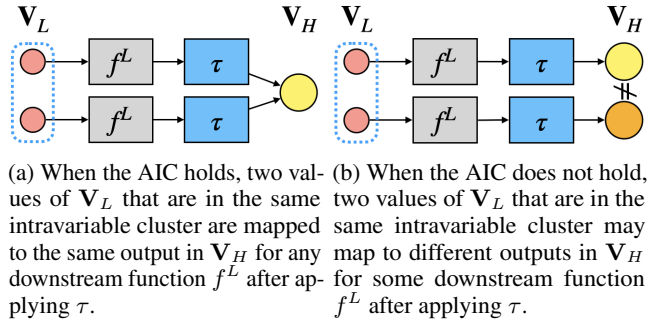 V_L V_H
f^L τ
f^L τ
V_L V_H
f^L τ
≠
f^L τ
(a) When the AIC holds, two val-
ues of V_L that are in the same
intravariable cluster are mapped
to the same output in V_H for any
downstream function f^L after ap-
plying τ.
(b) When the AIC does not hold,
two values of V_L that are in the
same intravariable cluster may
map to different outputs in V_H
for some downstream function
f^L after applying τ.